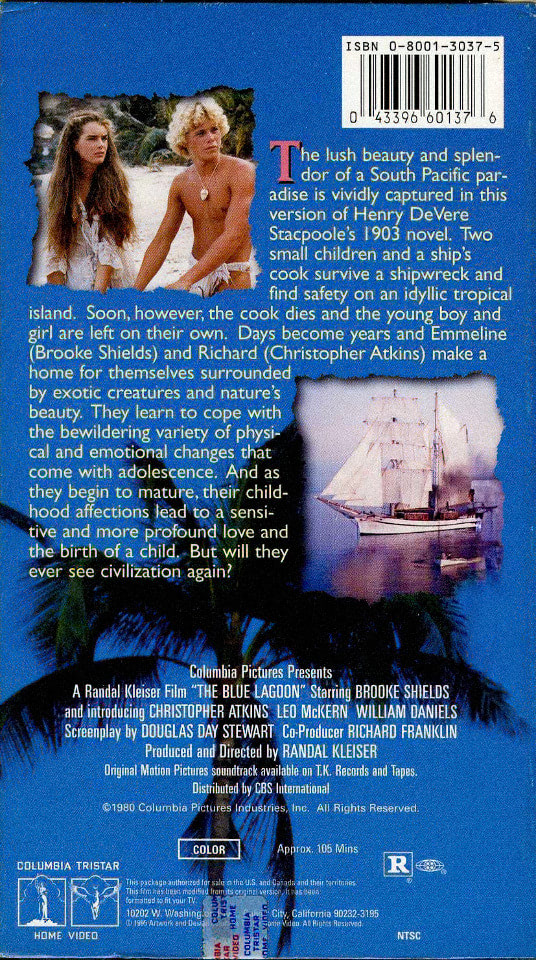 ISBN 0-8001-3037-5
0 43396 60137 6
The lush beauty and splen-
dor of a South Pacific par-
adise is vividly captured in this
version of Henry DeVere
Stacpoole's 1903 novel. Two
small children and a ship's
cook survive a shipwreck and
find safety on an idyllic tropical
island. Soon, however, the cook dies and the young boy and
girl are left on their own. Days become years and Emmeline
(Brooke Shields) and Richard (Christopher Atkins) make a
home for themselves surrounded
by exotic creatures and nature's
beauty. They learn to cope with
the bewildering variety of physi-
cal and emotional changes that
come with adolescence. And as
they begin to mature, their child-
hood affections lead to a sensi-
tive and more profound love and
the birth of a child. But will they
ever see civilization again?
Columbia Pictures Presents
A Randal Kleiser Film "THE BLUE LAGOON" Starring BROOKE SHIELDS
and introducing CHRISTOPHER ATKINS LEO McKERN WILLIAM DANIELS
Screenplay by DOUGLAS DAY STEWART Co-Producer RICHARD FRANKLIN
Produced and Directed by RANDAL KLEISER
Original Motion Pictures soundtrack available on T.K. Records and Tapes.
Distributed by CBS International
©1980 Columbia Pictures Industries, Inc. All Rights Reserved.
COLOR Approx. 105 Mins
R
COLUMBIA TRISTAR
HOME VIDEO
This package authorized for sale in the U.S. and Canada and their territories.
This film has been modified from its original version. It has been
formatted to fit your TV.
10202 W. Washing City, California 90232-3195
© 1995 Artwork and Design Home Video. All Rights Reserved.
NTSC
COLUMBIA
TRISTAR
HOME VIDEO